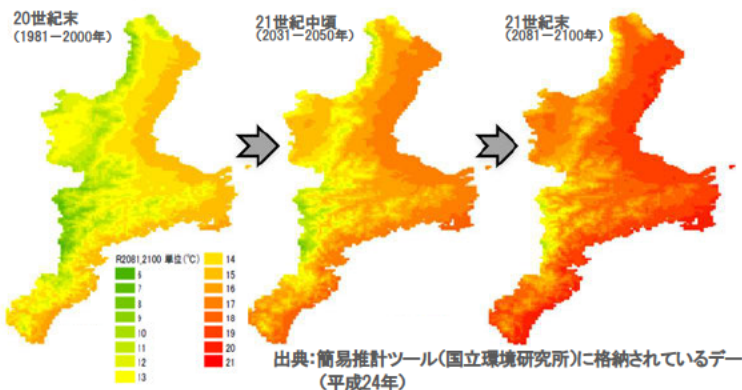 20世紀末
(1981－2000年)
21世紀中頃
(2031－2050年)
21世紀末
(2081－2100年)
R2081,2100 単位(℃)
6
7
8
9
10
11
12
13
14
15
16
17
18
19
20
21
出典：簡易推計ツール(国立環境研究所)に格納されているデー
(平成24年)